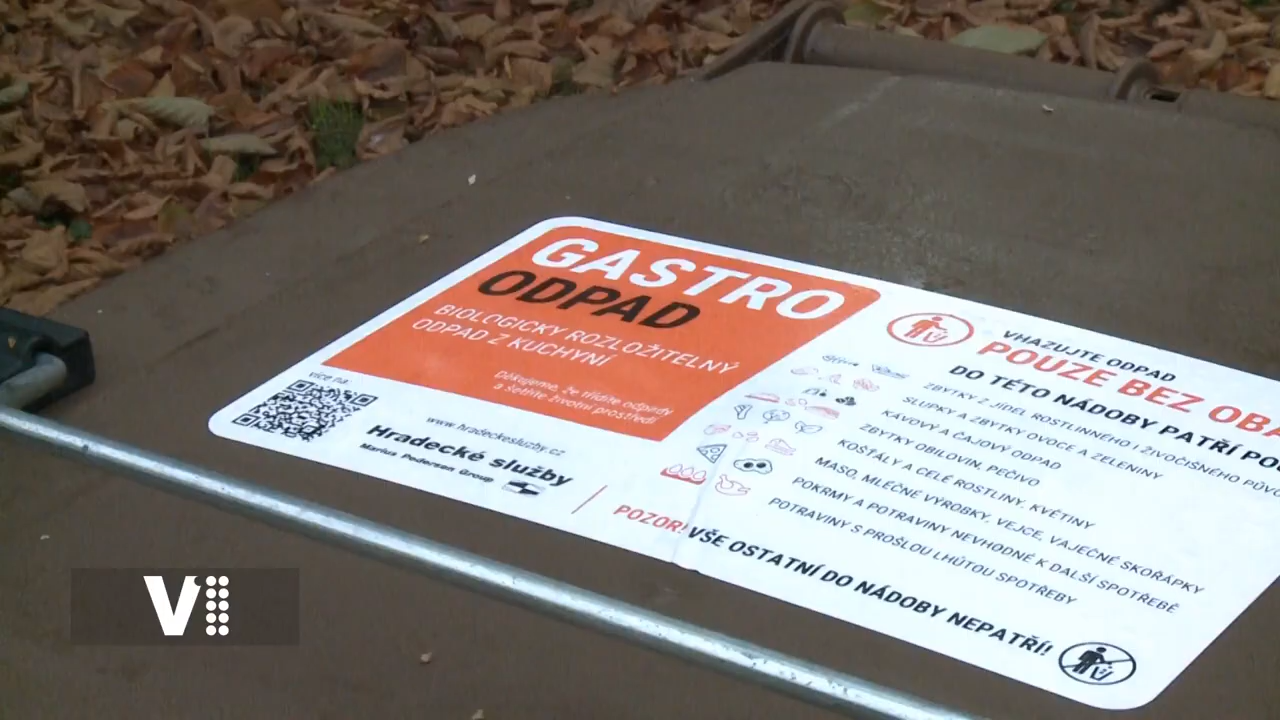 GASTRO
ODPAD
BIOLOGICKY ROZLOŽITELNÝ
ODPAD Z KUCHYNÍ
Děkujeme, že třídíte odpady
a šetříte životní prostředí!
více na:
www.hradeckesluzby.cz
Hradecké služby
Marius Pedersen Group
VHAZUJTE ODPAD
POUZE BEZ OBA
DO TÉTO NÁDOBY PATŘÍ POU
ZBYTKY Z JÍDEL ROSTLINNÉHO I ŽIVOČIŠNÉHO PŮVO
SLUPKY A ZBYTKY OVOCE A ZELENINY
KÁVOVÝ A ČAJOVÝ ODPAD
ZBYTKY OBILOVIN, PEČIVO
KOŠŤÁLY A CELÉ ROSTLINY, KVĚTINY
MASO, MLÉČNÉ VÝROBKY, VEJCE, VAJEČNÉ SKOŘÁPKY
POKRMY A POTRAVINY NEVHODNÉ K DALŠÍ SPOTŘEBĚ
POTRAVINY S PROŠLOU LHŮTOU SPOTŘEBY
POZOR! VŠE OSTATNÍ DO NÁDOBY NEPATŘÍ!
V